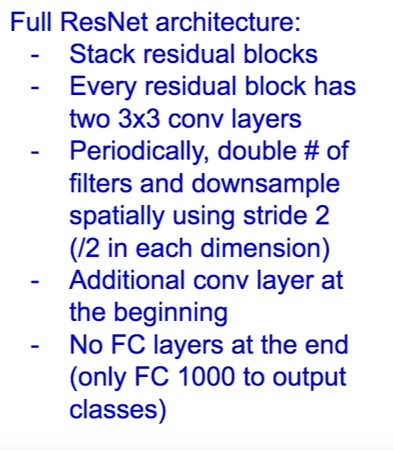 Full ResNet architecture:
- Stack residual blocks
- Every residual block has
two 3x3 conv layers
- Periodically, double # of
filters and downsample
spatially using stride 2
(/2 in each dimension)
- Additional conv layer at
the beginning
- No FC layers at the end
(only FC 1000 to output
classes)